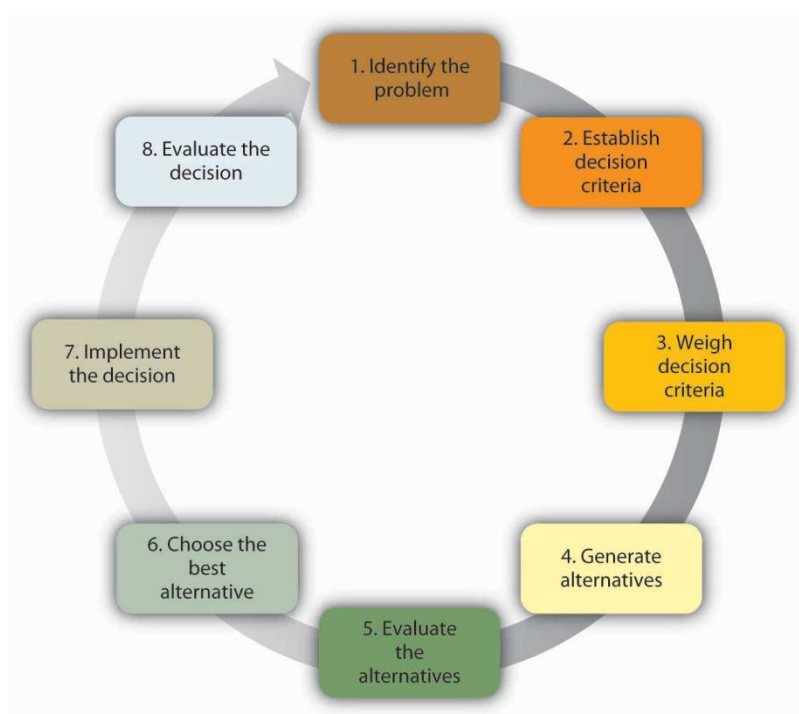 1. Identify the
problem
2. Establish
decision
criteria
3. Weigh
decision
criteria
4. Generate
alternatives
5. Evaluate
the
alternatives
6. Choose the
best
alternative
7. Implement
the decision
8. Evaluate the
decision